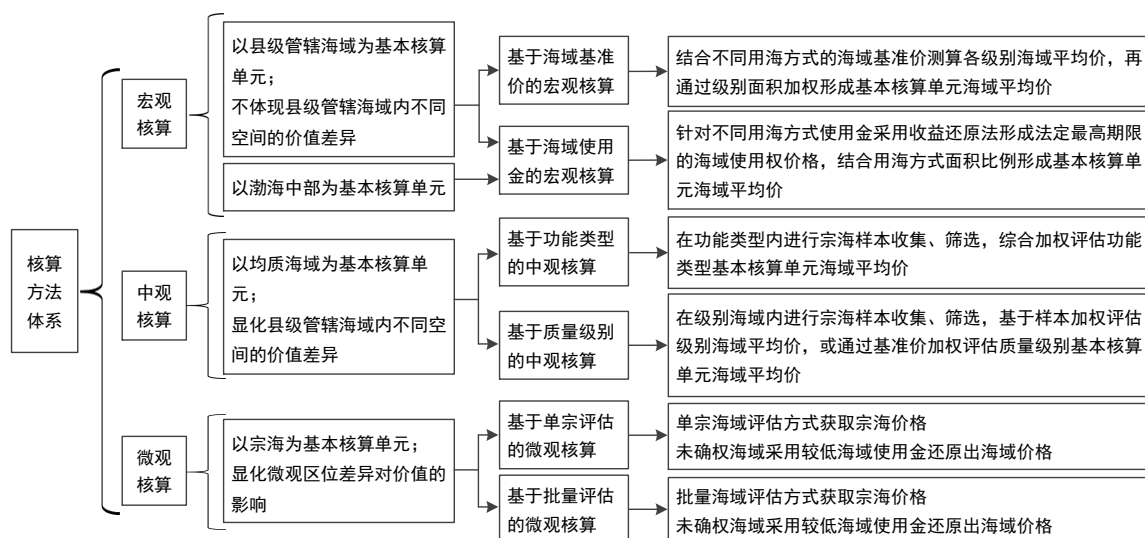 核算
方法
体系
宏观
核算
以县级管辖海域为基本核算
单元；
不体现县级管辖海域内不同
空间的价值差异
以渤海中部为基本核算单元
基于海域基准
价的宏观核算
结合不同用海方式的海域基准价测算各级别海域平均价，再
通过级别面积加权形成基本核算单元海域平均价
基于海域使用
金的宏观核算
针对不同用海方式使用金采用收益还原法形成法定最高期限
的海域使用权价格，结合用海方式面积比例形成基本核算单
元海域平均价
中观
核算
以均质海域为基本核算单
元；
显化县级管辖海域内不同空
间的价值差异
基于功能类型
的中观核算
在功能类型内进行宗海样本收集、筛选，综合加权评估功能
类型基本核算单元海域平均价
基于质量级别
的中观核算
在级别海域内进行宗海样本收集、筛选，基于样本加权评估
级别海域平均价，或通过基准价加权评估质量级别基本核算
单元海域平均价
微观
核算
以宗海为基本核算单元；
显化微观区位差异对价值的
影响
基于单宗评估
的微观核算
单宗海域评估方式获取宗海价格
未确权海域采用较低海域使用金还原出海域价格
基于批量评估
的微观核算
批量海域评估方式获取宗海价格
未确权海域采用较低海域使用金还原出海域价格